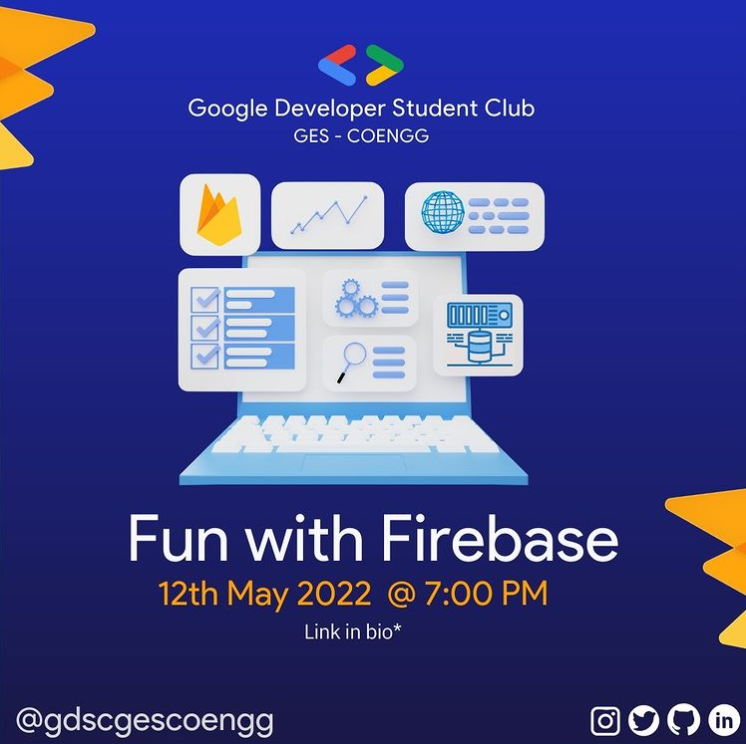 Google Developer Student Club
GES - COENGG
Fun with Firebase
12th May 2022 @ 7:00 PM
Link in bio*
@gdscgescoengg
in